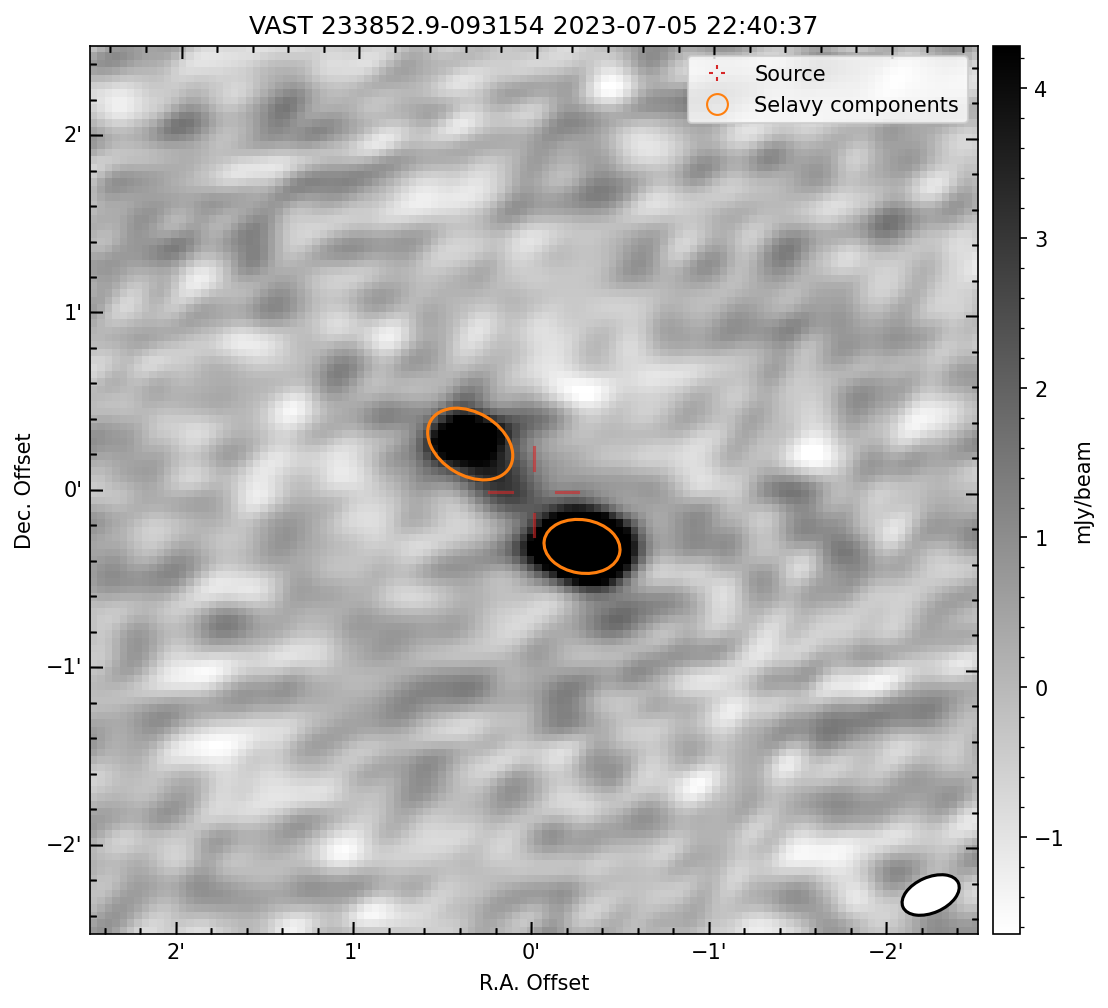 VAST 233852.9-093154 2023-07-05 22:40:37
Source
Selavy components
2'
1'
0'
−1'
−2'
Dec. Offset
2'
1'
0'
−1'
−2'
R.A. Offset
4
3
2
1
0
−1
mJy/beam